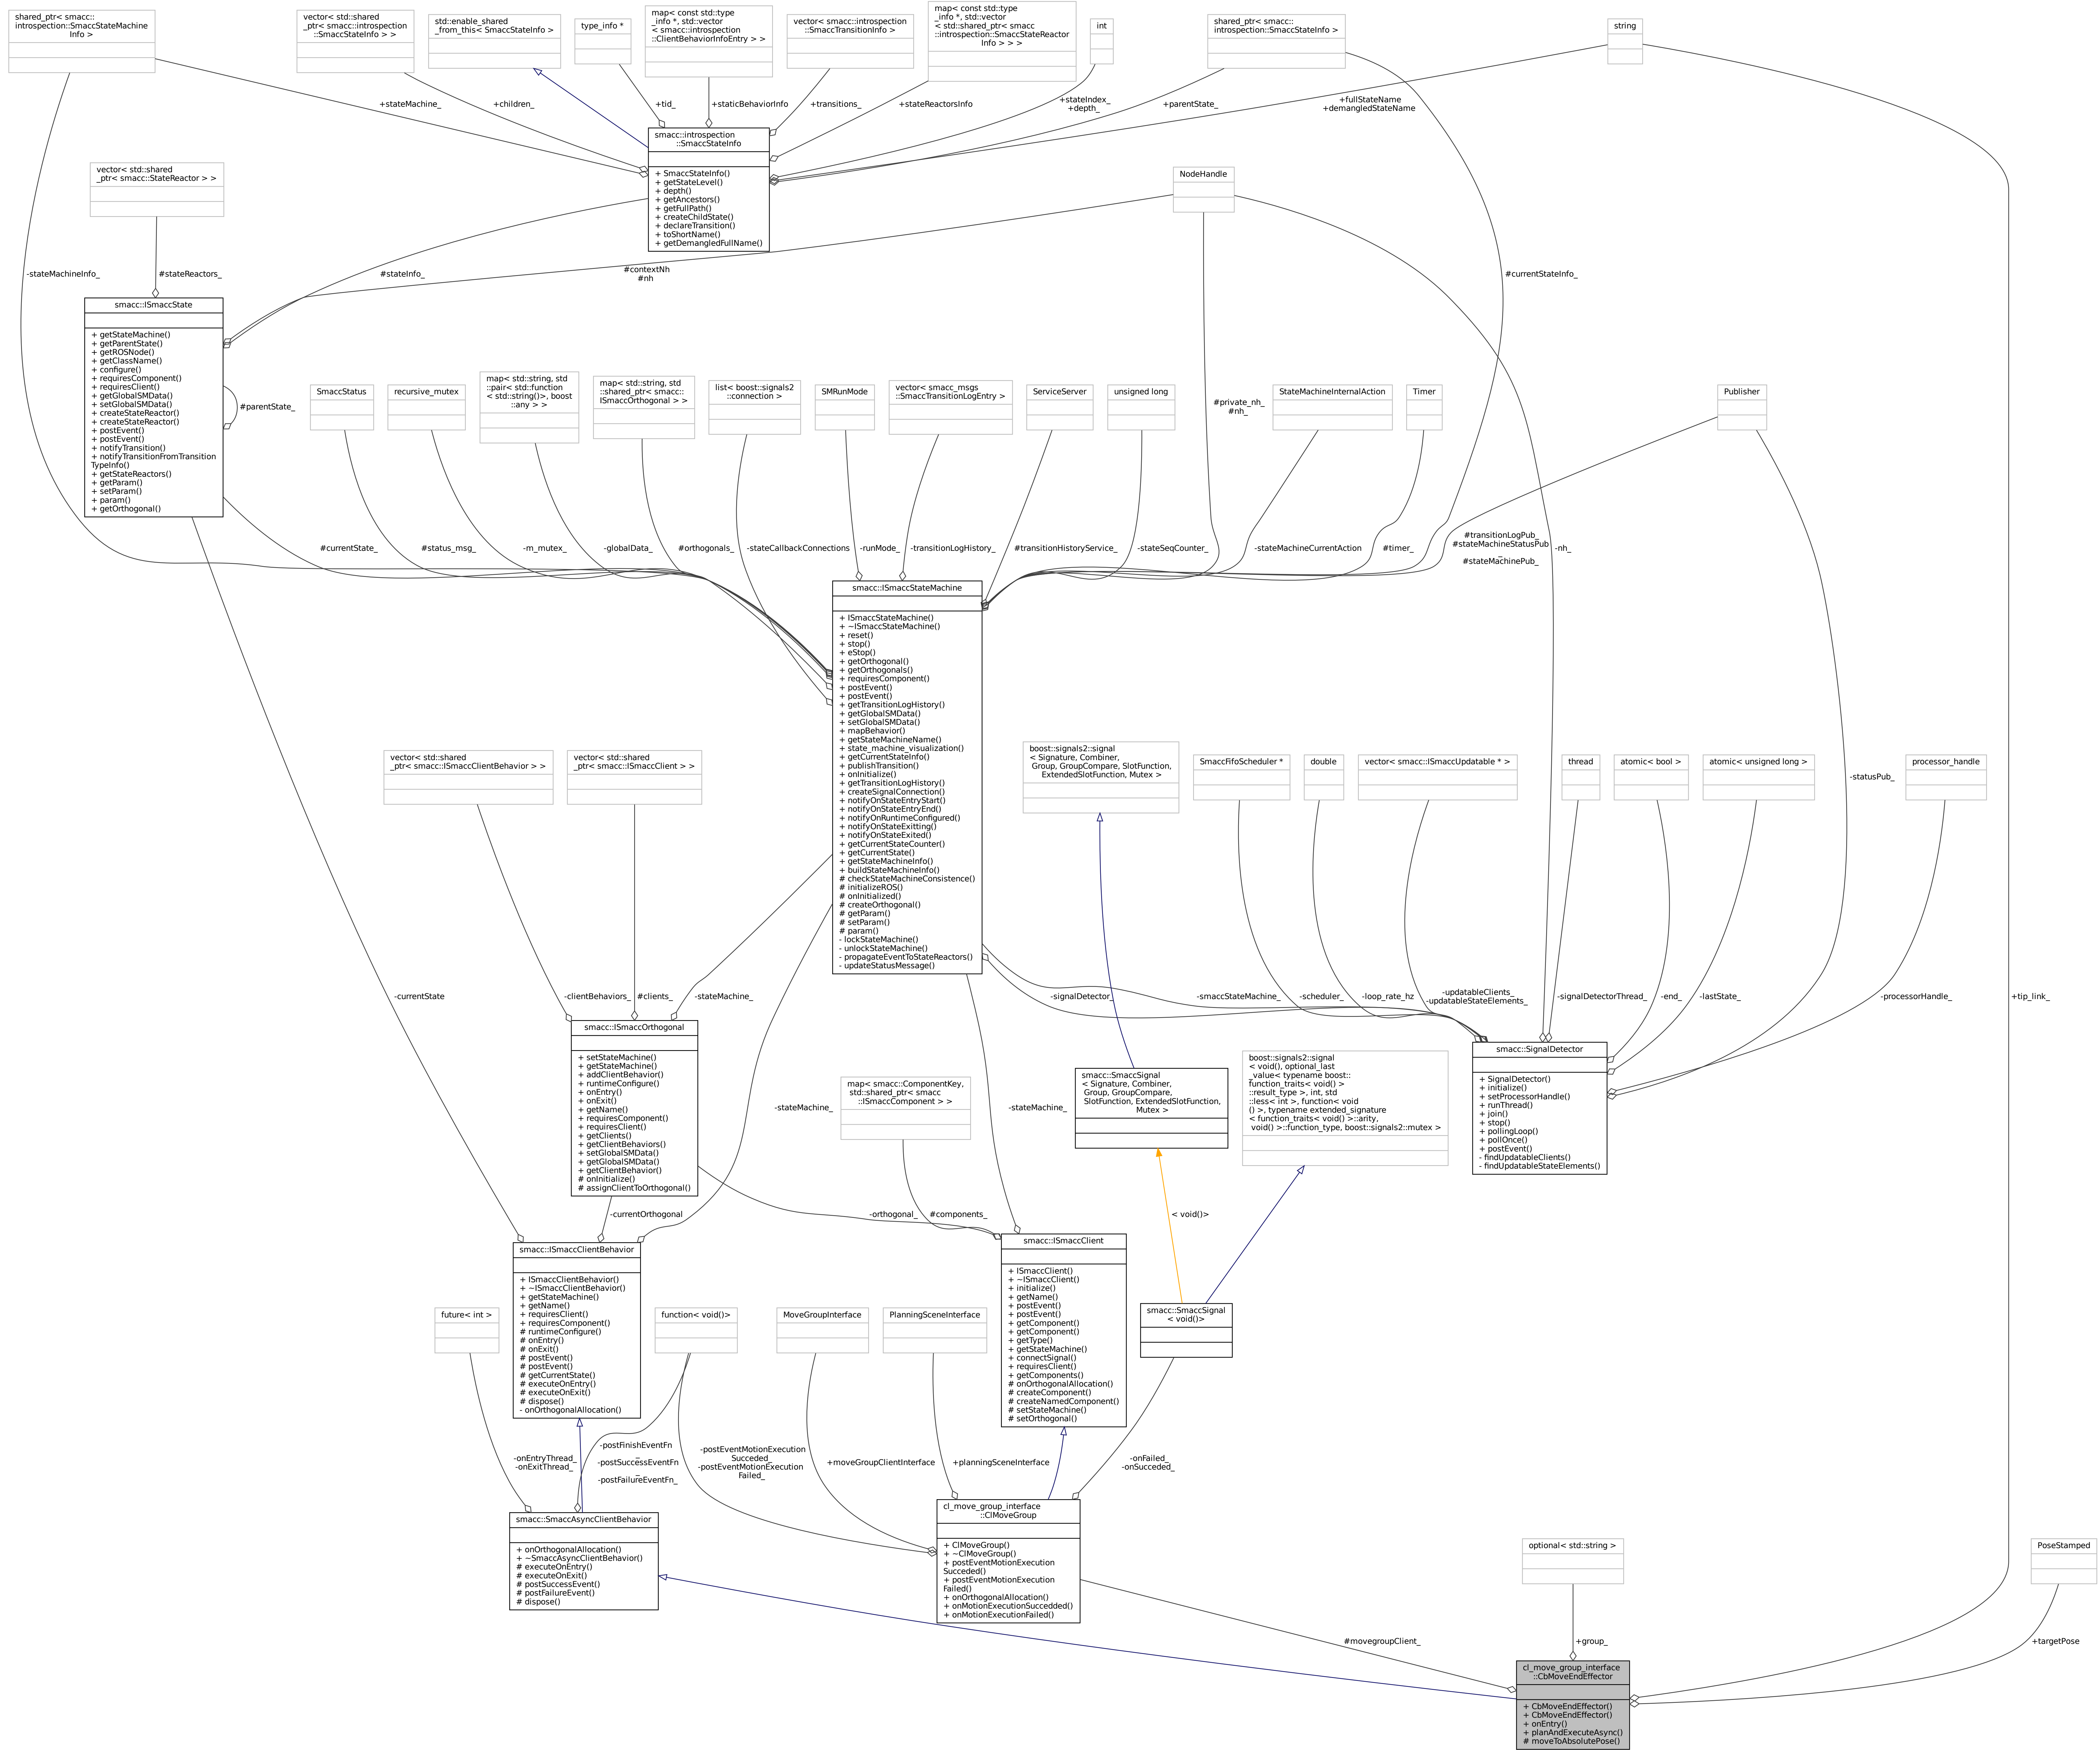 shared_ptr< smacc::
introspection::SmaccStateMachine
Info >
vector< std::shared
_ptr< smacc::introspection
::SmaccStateInfo > >
std::enable_shared
_from_this< SmaccStateInfo >
type_info *
map< const std::type
_info *, std::vector
< smacc::introspection
::ClientBehaviorInfoEntry > >
vector< smacc::introspection
::SmaccTransitionInfo >
map< const std::type
_info *, std::vector
< std::shared_ptr< smacc
::introspection::SmaccStateReactor
Info > > >
int
shared_ptr< smacc::
introspection::SmaccStateInfo >
string
+stateMachine_
+children_
+tid_
+staticBehaviorInfo
+transitions_
+stateReactorsInfo
+stateIndex_
+depth_
+parentState_
+fullStateName
+demangledStateName
smacc::introspection
::SmaccStateInfo
+ SmaccStateInfo()
+ getStateLevel()
+ depth()
+ getAncestors()
+ getFullPath()
+ createChildState()
+ declareTransition()
+ toShortName()
+ getDemangledFullName()
vector< std::shared
_ptr< smacc::StateReactor > >
NodeHandle
-stateMachineInfo_
#stateReactors_
#stateInfo_
#contextNh
#nh
#currentStateInfo_
smacc::ISmaccState
+ getStateMachine()
+ getParentState()
+ getROSNode()
+ getClassName()
+ configure()
+ requiresComponent()
+ requiresClient()
+ getGlobalSMData()
+ setGlobalSMData()
+ createStateReactor()
+ createStateReactor()
+ postEvent()
+ postEvent()
+ notifyTransition()
+ notifyTransitionFromTransition
TypeInfo()
+ getStateReactors()
+ getParam()
+ setParam()
+ param()
+ getOrthogonal()
#parentState_
SmaccStatus
recursive_mutex
map< std::string, std
::pair< std::function
< std::string()>, boost
::any > >
map< std::string, std
::shared_ptr< smacc::
ISmaccOrthogonal > >
list< boost::signals2
::connection >
SMRunMode
vector< smacc_msgs
::SmaccTransitionLogEntry >
ServiceServer
unsigned long
#private_nh_
#nh_
StateMachineInternalAction
Timer
Publisher
#currentState_
#status_msg_
-m_mutex_
-globalData_
#orthogonals_
-stateCallbackConnections
-runMode_
-transitionLogHistory_
#transitionHistoryService_
-stateSeqCounter_
-stateMachineCurrentAction
#timer_
#transitionLogPub_
#stateMachineStatusPub
_
#stateMachinePub_
-nh_
smacc::ISmaccStateMachine
+ ISmaccStateMachine()
+ ~ISmaccStateMachine()
+ reset()
+ stop()
+ eStop()
+ getOrthogonal()
+ getOrthogonals()
+ requiresComponent()
+ postEvent()
+ postEvent()
+ getTransitionLogHistory()
+ getGlobalSMData()
+ setGlobalSMData()
+ mapBehavior()
+ getStateMachineName()
+ state_machine_visualization()
+ getCurrentStateInfo()
+ publishTransition()
+ onInitialize()
+ getTransitionLogHistory()
+ createSignalConnection()
+ notifyOnStateEntryStart()
+ notifyOnStateEntryEnd()
+ notifyOnRuntimeConfigured()
+ notifyOnStateExitting()
+ notifyOnStateExited()
+ getCurrentStateCounter()
+ getCurrentState()
+ getStateMachineInfo()
+ buildStateMachineInfo()
# checkStateMachineConsistence()
# initializeROS()
# onInitialized()
# createOrthogonal()
# getParam()
# setParam()
# param()
- lockStateMachine()
- unlockStateMachine()
- propagateEventToStateReactors()
- updateStatusMessage()
vector< std::shared
_ptr< smacc::ISmaccClientBehavior > >
vector< std::shared
_ptr< smacc::ISmaccClient > >
boost::signals2::signal
< Signature, Combiner,
Group, GroupCompare, SlotFunction,
ExtendedSlotFunction, Mutex >
SmaccFifoScheduler *
double
vector< smacc::ISmaccUpdatable * >
thread
atomic< bool >
atomic< unsigned long >
processor_handle
-statusPub_
-currentState
-clientBehaviors_
#clients_
-stateMachine_
-signalDetector_
-smaccStateMachine_
-scheduler_
-loop_rate_hz
-updatableClients_
-updatableStateElements_
-signalDetectorThread_
-end_
-lastState_
-processorHandle_
+tip_link_
smacc::ISmaccOrthogonal
+ setStateMachine()
+ getStateMachine()
+ addClientBehavior()
+ runtimeConfigure()
+ onEntry()
+ onExit()
+ getName()
+ requiresComponent()
+ requiresClient()
+ getClients()
+ getClientBehaviors()
+ setGlobalSMData()
+ getGlobalSMData()
+ getClientBehavior()
# onInitialize()
# assignClientToOrthogonal()
-stateMachine_
map< smacc::ComponentKey,
std::shared_ptr< smacc
::ISmaccComponent > >
-stateMachine_
smacc::SmaccSignal
< Signature, Combiner,
Group, GroupCompare,
SlotFunction, ExtendedSlotFunction,
Mutex >
boost::signals2::signal
< void(), optional_last
_value< typename boost::
function_traits< void() >
::result_type >, int, std
::less< int >, function< void
() >, typename extended_signature
< function_traits< void() >::arity,
void() >::function_type, boost::signals2::mutex >
smacc::SignalDetector
+ SignalDetector()
+ initialize()
+ setProcessorHandle()
+ runThread()
+ join()
+ stop()
+ pollingLoop()
+ pollOnce()
+ postEvent()
- findUpdatableClients()
- findUpdatableStateElements()
-currentOrthogonal
-orthogonal_
#components_
< void()>
smacc::ISmaccClientBehavior
+ ISmaccClientBehavior()
+ ~ISmaccClientBehavior()
+ getStateMachine()
+ getName()
+ requiresClient()
+ requiresComponent()
# runtimeConfigure()
# onEntry()
# onExit()
# postEvent()
# postEvent()
# getCurrentState()
# executeOnEntry()
# executeOnExit()
# dispose()
- onOrthogonalAllocation()
smacc::ISmaccClient
+ ISmaccClient()
+ ~ISmaccClient()
+ initialize()
+ getName()
+ postEvent()
+ postEvent()
+ getComponent()
+ getComponent()
+ getType()
+ getStateMachine()
+ connectSignal()
+ requiresClient()
+ getComponents()
# onOrthogonalAllocation()
# createComponent()
# createNamedComponent()
# setStateMachine()
# setOrthogonal()
smacc::SmaccSignal
< void()>
future< int >
function< void()>
MoveGroupInterface
PlanningSceneInterface
-onEntryThread_
-onExitThread_
-postFinishEventFn
_
-postSuccessEventFn
_
-postFailureEventFn_
-postEventMotionExecution
Succeded_
-postEventMotionExecution
Failed_
+moveGroupClientInterface
+planningSceneInterface
-onFailed_
-onSucceded_
smacc::SmaccAsyncClientBehavior
+ onOrthogonalAllocation()
+ ~SmaccAsyncClientBehavior()
# executeOnEntry()
# executeOnExit()
# postSuccessEvent()
# postFailureEvent()
# dispose()
cl_move_group_interface
::ClMoveGroup
+ ClMoveGroup()
+ ~ClMoveGroup()
+ postEventMotionExecution
Succeded()
+ postEventMotionExecution
Failed()
+ onOrthogonalAllocation()
+ onMotionExecutionSuccedded()
+ onMotionExecutionFailed()
optional< std::string >
PoseStamped
#movegroupClient_
+group_
+targetPose
cl_move_group_interface
::CbMoveEndEffector
+ CbMoveEndEffector()
+ CbMoveEndEffector()
+ onEntry()
+ planAndExecuteAsync()
# moveToAbsolutePose()